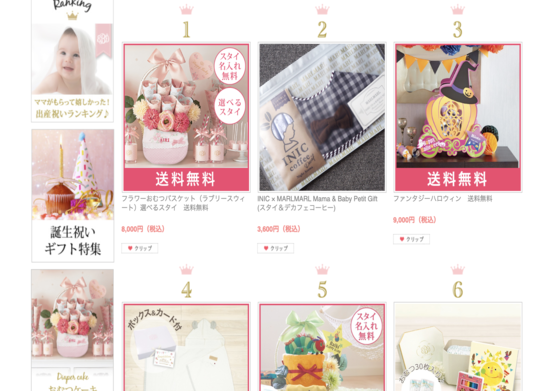 Ranking
ママがもらって嬉しかった!
出産祝いランキング♪
誕生祝い
ギフト特集
Diaper cake
おむつケーキ
1
スタイ
名入れ
無料
選べる
スタイ
送料無料
フラワーおむつバスケット（ラブリースウィ
ート）選べるスタイ　送料無料
8,000円（税込）
♥ クリップ
2
INIC
coffee
INIC x MARLMARL Mama & Baby Petit Gift
(スタイ＆デカフェコーヒー)
3,600円（税込）
♥ クリップ
3
送料無料
ファンタジーハロウィン　送料無料
9,000円（税込）
♥ クリップ
4
ボックス&カード付
5
スタイ
名入れ
無料
6